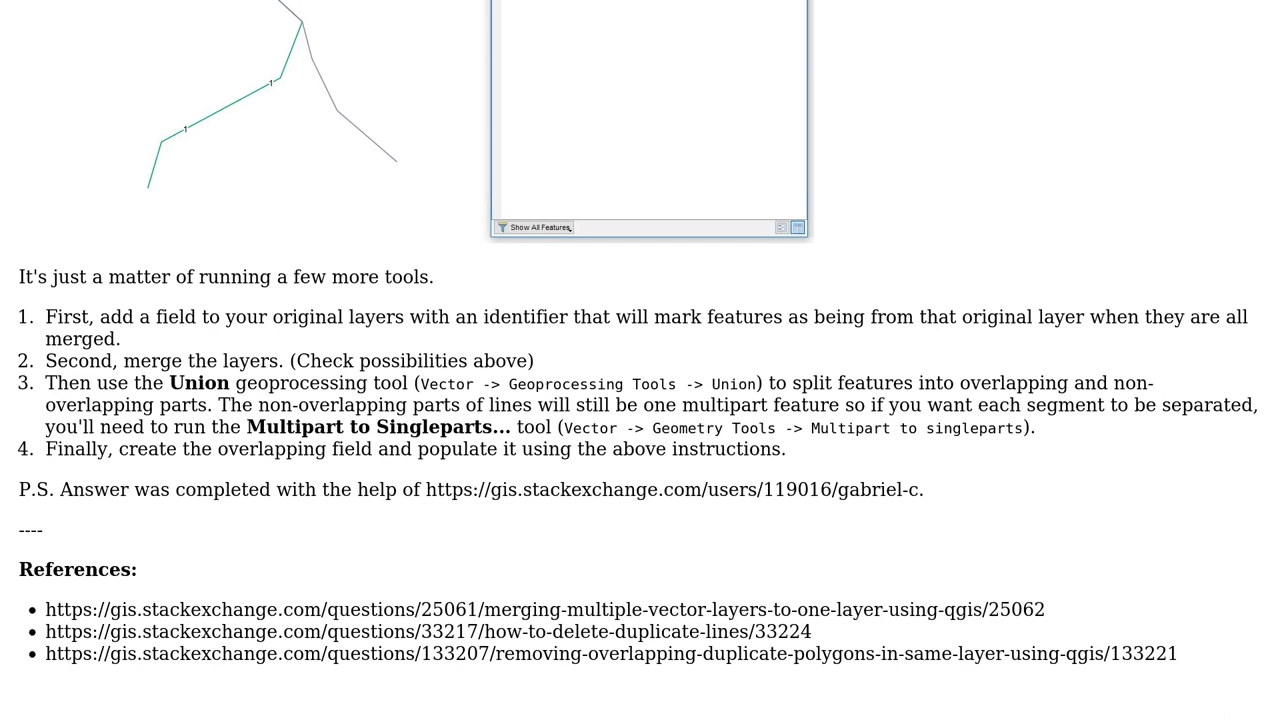 1
1
Show All Features
It's just a matter of running a few more tools.
1. First, add a field to your original layers with an identifier that will mark features as being from that original layer when they are all
merged.
2. Second, merge the layers. (Check possibilities above)
3. Then use the Union geoprocessing tool (Vector -> Geoprocessing Tools -> Union) to split features into overlapping and non-
overlapping parts. The non-overlapping parts of lines will still be one multipart feature so if you want each segment to be separated,
you'll need to run the Multipart to Singleparts... tool (Vector -> Geometry Tools -> Multipart to singleparts).
4. Finally, create the overlapping field and populate it using the above instructions.
P.S. Answer was completed with the help of https://gis.stackexchange.com/users/119016/gabriel-c.
----
References:
• https://gis.stackexchange.com/questions/25061/merging-multiple-vector-layers-to-one-layer-using-qgis/25062
• https://gis.stackexchange.com/questions/33217/how-to-delete-duplicate-lines/33224
• https://gis.stackexchange.com/questions/133207/removing-overlapping-duplicate-polygons-in-same-layer-using-qgis/133221